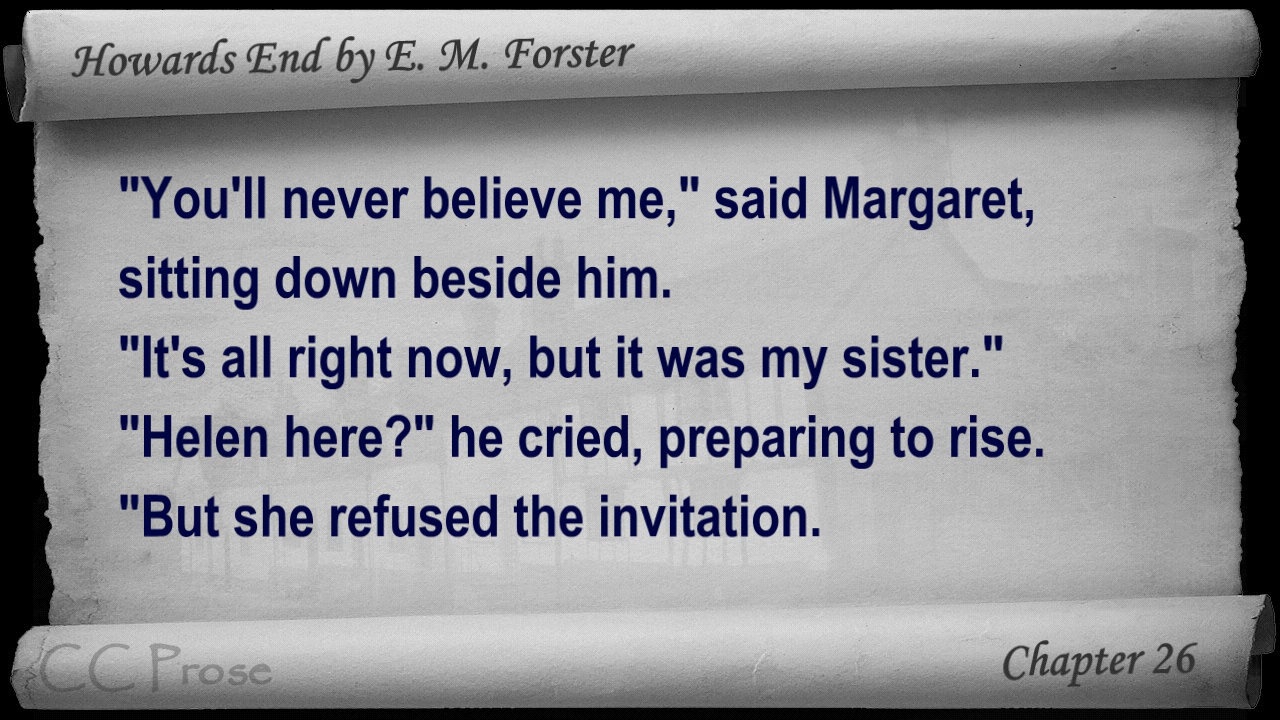 Howards End by E. M. Forster
"You'll never believe me," said Margaret,
sitting down beside him.
"It's all right now, but it was my sister."
"Helen here?" he cried, preparing to rise.
"But she refused the invitation.
CC Prose
Chapter 26